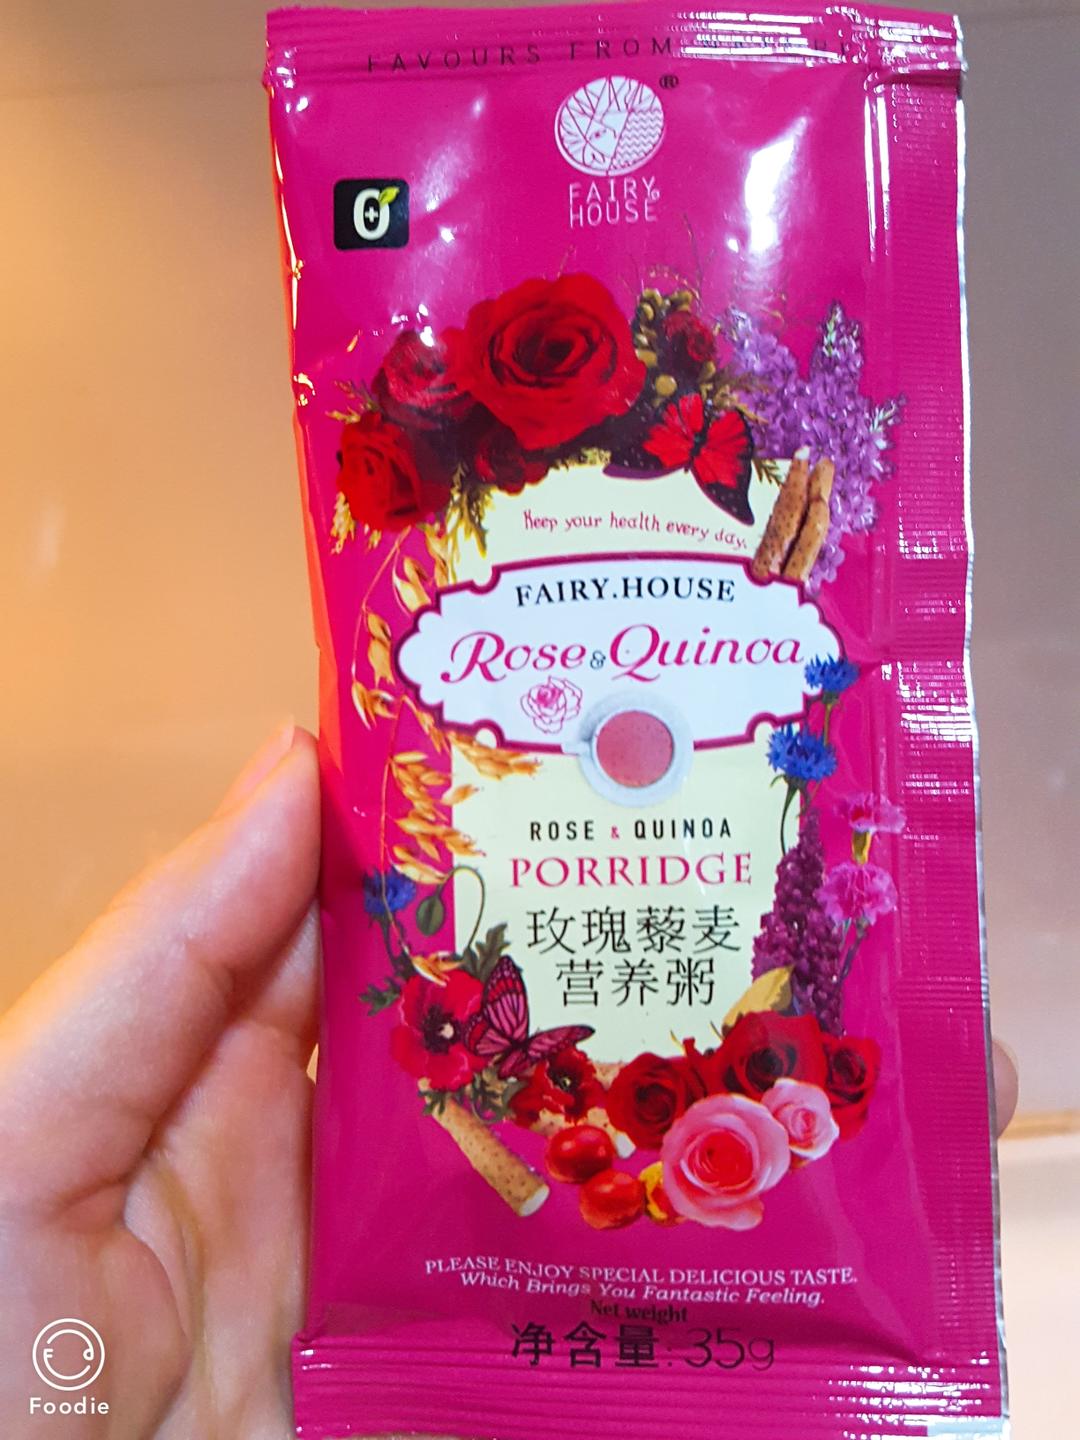 FAVOURS FROM
®
FAIRY
HOUSE
0
Keep your health every day.
FAIRY.HOUSE
Rose&Quinoa
ROSE & QUINOA
PORRIDGE
玫瑰藜麦
营养粥
PLEASE ENJOY SPECIAL DELICIOUS TASTE.
Which Brings You Fantastic Feeling.
Net weight
净含量:35g
Foodie